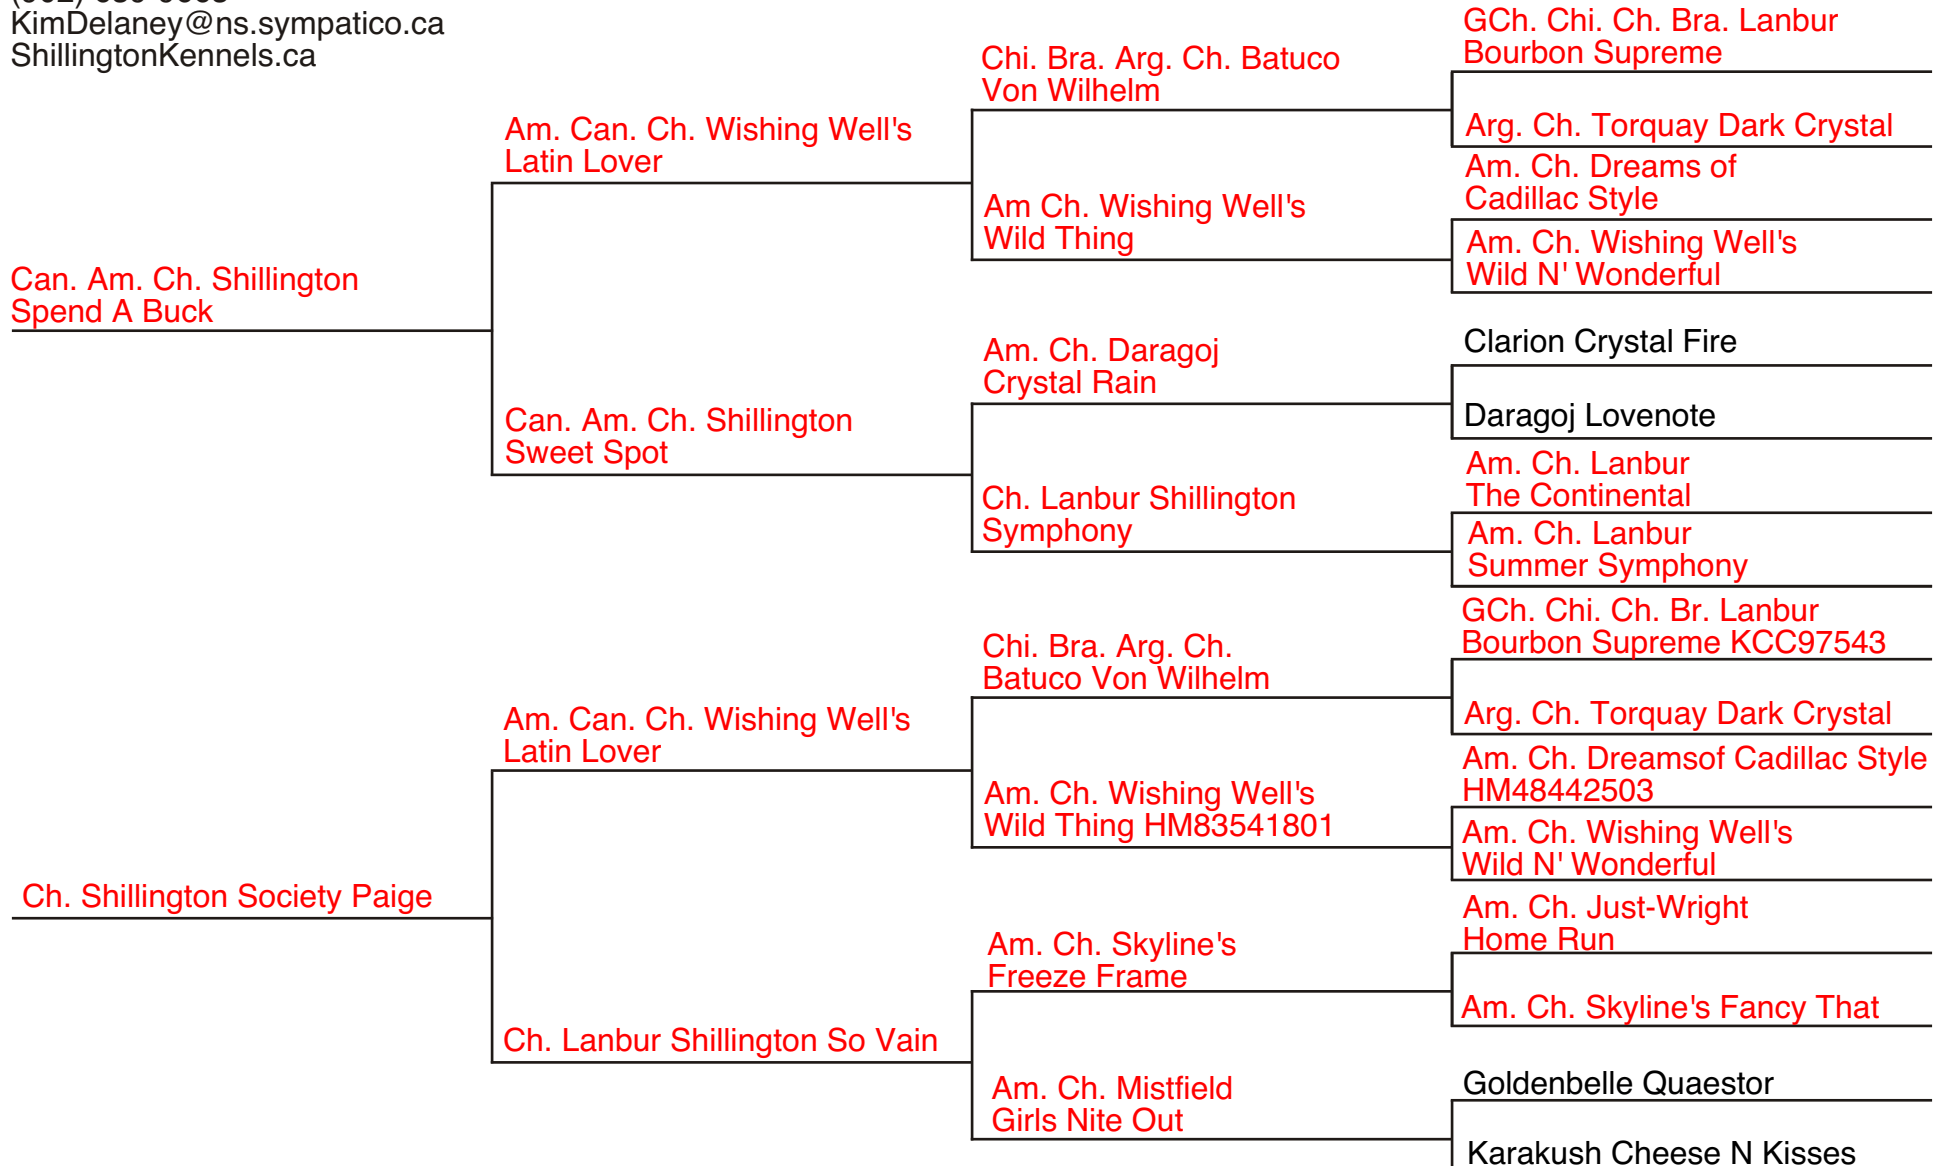 KimDelaney@ns.sympatico.ca
ShillingtonKennels.ca
Can. Am. Ch. Shillington
Spend A Buck
Ch. Shillington Society Paige
Am. Can. Ch. Wishing Well's
Latin Lover
Can. Am. Ch. Shillington
Sweet Spot
Am. Can. Ch. Wishing Well's
Latin Lover
Ch. Lanbur Shillington So Vain
Chi. Bra. Arg. Ch. Batuco
Von Wilhelm
Am Ch. Wishing Well's
Wild Thing
Am. Ch. Daragoj
Crystal Rain
Ch. Lanbur Shillington
Symphony
Chi. Bra. Arg. Ch.
Batuco Von Wilhelm
Am. Ch. Wishing Well's
Wild Thing HM83541801
Am. Ch. Skyline's
Freeze Frame
Am. Ch. Mistfield
Girls Nite Out
GCh. Chi. Ch. Bra. Lanbur
Bourbon Supreme
Arg. Ch. Torquay Dark Crystal
Am. Ch. Dreams of
Cadillac Style
Am. Ch. Wishing Well's
Wild N' Wonderful
Clarion Crystal Fire
Daragoj Lovenote
Am. Ch. Lanbur
The Continental
Am. Ch. Lanbur
Summer Symphony
GCh. Chi. Ch. Br. Lanbur
Bourbon Supreme KCC97543
Arg. Ch. Torquay Dark Crystal
Am. Ch. Dreamsof Cadillac Style
HM48442503
Am. Ch. Wishing Well's
Wild N' Wonderful
Am. Ch. Just-Wright
Home Run
Am. Ch. Skyline's Fancy That
Goldenbelle Quaestor
Karakush Cheese N Kisses